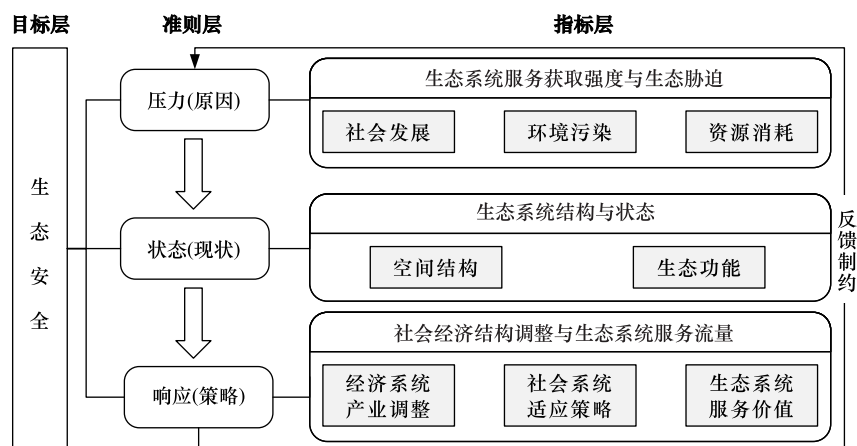 目标层
准则层
指标层
生态安全
压力(原因)
生态系统服务获取强度与生态胁迫
社会发展
环境污染
资源消耗
状态(现状)
生态系统结构与状态
空间结构
生态功能
响应(策略)
社会经济结构调整与生态系统服务流量
经济系统
产业调整
社会系统
适应策略
生态系统
服务价值
反馈制约